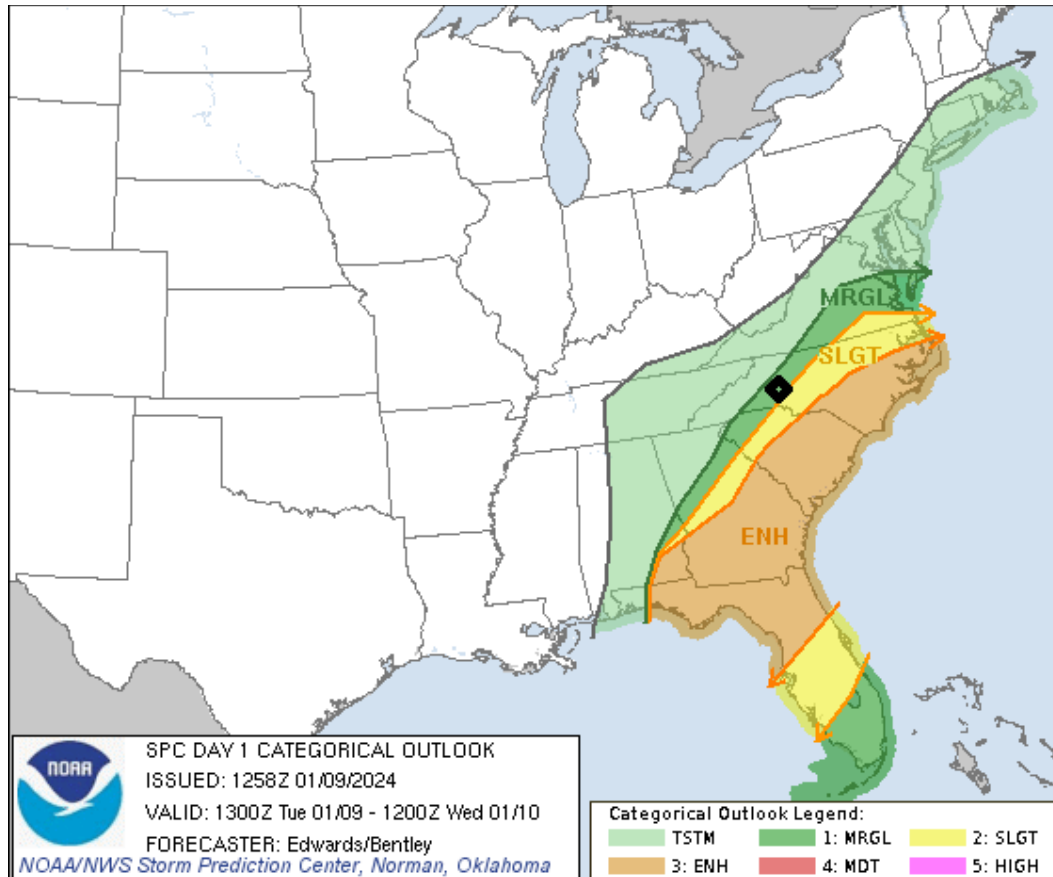 MRGL
SLGT
ENH
NOAA
SPC DAY 1 CATEGORICAL OUTLOOK
ISSUED: 1258Z 01/09/2024
VALID: 1300Z Tue 01/09 - 1200Z Wed 01/10
FORECASTER: Edwards/Bentley
NOAA/NWS Storm Prediction Center, Norman, Oklahoma
Categorical Outlook Legend:
TSTM 1: MRGL 2: SLGT
3: ENH 4: MDT 5: HIGH